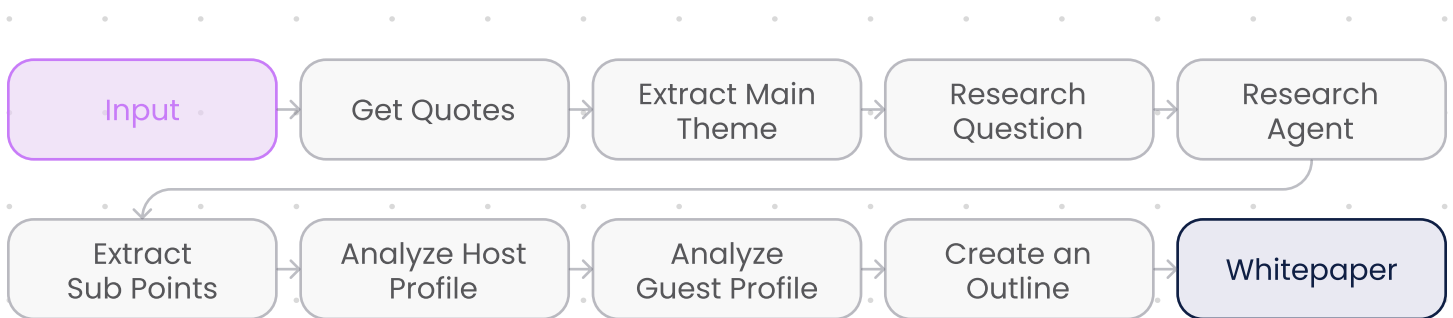 Input
Get Quotes
Extract Main
Theme
Research
Question
Research
Agent
Extract
Sub Points
Analyze Host
Profile
Analyze
Guest Profile
Create an
Outline
Whitepaper